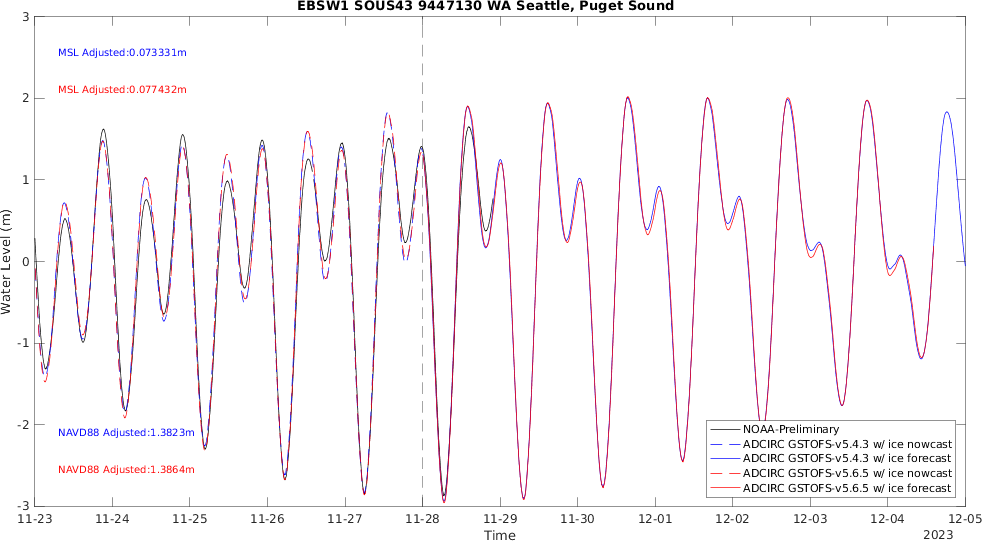 EBSW1 SOUS43 9447130 WA Seattle, Puget Sound
3
2
1
0
-1
-2
-3
Water Level (m)
MSL Adjusted:0.073331m
MSL Adjusted:0.077432m
NAVD88 Adjusted:1.3823m
NAVD88 Adjusted:1.3864m
NOAA-Preliminary
ADCIRC GSTOFS-v5.4.3 w/ ice nowcast
ADCIRC GSTOFS-v5.4.3 w/ ice forecast
ADCIRC GSTOFS-v5.6.5 w/ ice nowcast
ADCIRC GSTOFS-v5.6.5 w/ ice forecast
11-23 11-24 11-25 11-26 11-27 11-28 11-29 11-30 12-01 12-02 12-03 12-04 12-05
Time 2023